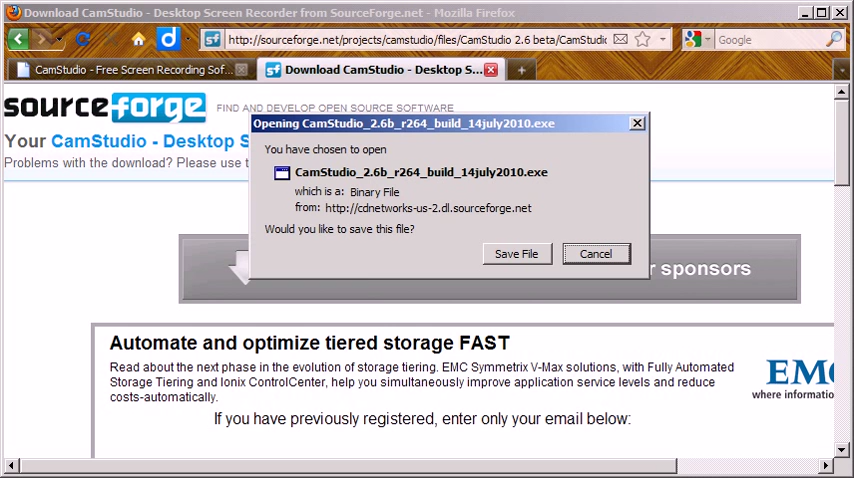 Download CamStudio - Desktop Screen Recorder from SourceForge.net - Mozilla Firefox
d
sf
http://sourceforge.net/projects/camstudio/files/CamStudio 2.6 beta/CamStudi
Google
CamStudio - Free Screen Recording Sof...
sf Download CamStudio - Desktop S...
sourceforge FIND AND DEVELOP OPEN SOURCE SOFTWARE
Your CamStudio - Desktop S
Problems with the download? Please use t
Opening CamStudio_2.6b_r264_build_14july2010.exe
You have chosen to open
CamStudio_2.6b_r264_build_14july2010.exe
which is a: Binary File
from: http://cdnetworks-us-2.dl.sourceforge.net
Would you like to save this file?
Save File
Cancel
r sponsors
Automate and optimize tiered storage FAST
Read about the next phase in the evolution of storage tiering. EMC Symmetrix V-Max solutions, with Fully Automated
Storage Tiering and Ionix ControlCenter, help you simultaneously improve application service levels and reduce
costs-automatically.
EMC
where informatio
If you have previously registered, enter only your email below: